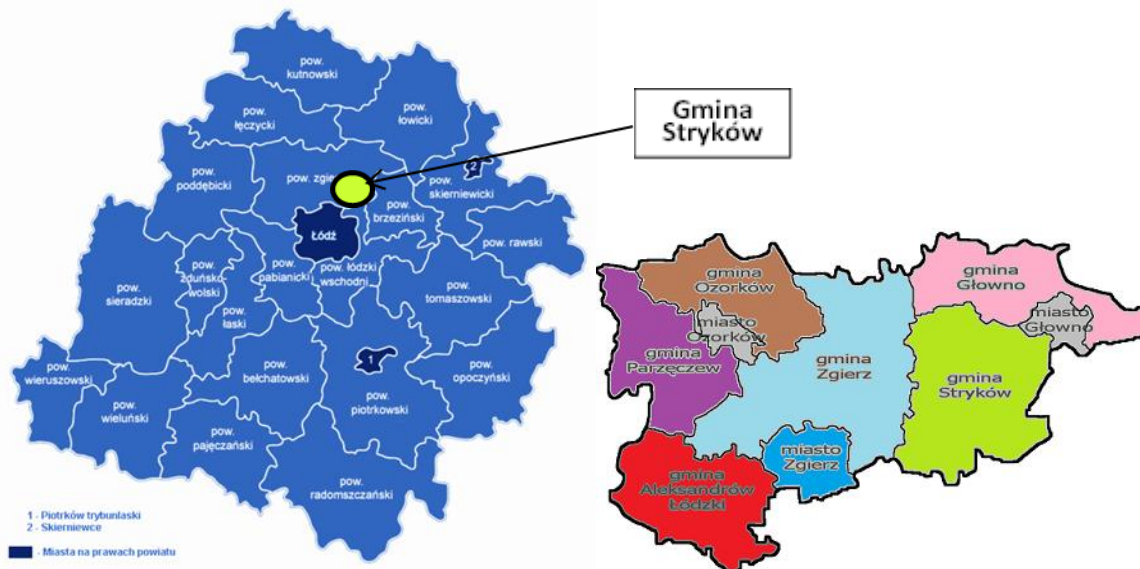 pow.
kutnowski
pow.
łęczycki
pow.
łowicki
Gmina
Stryków
pow.
poddębicki
pow. zgie
2
pow.
skierniewicki
pow.
brzeziński
Łódź
pow. rawski
pow.
sieradzki
pow.
zduńsko
wolski
pow.
pabianicki
pow. łódzki
wschodni
pow.
tomaszowski
pow.
łaski
pow.
wieruszowski
pow.
wieluński
pow.
bełchatowski
1
pow.
piotrkowski
pow.
opoczyński
pow.
pajęczański
pow.
radomszczański
1 - Piotrków trybunlaski
2 - Skierniewce
- Miasta na prawach powiatu
gmina
Ozorków
miasto
Ozorków
gmina
Parzęczew
gmina
Zgierz
gmina
Głowno
miasto
Głowno
gmina
Stryków
miasto
Zgierz
gmina
Aleksandrów
Łódzki